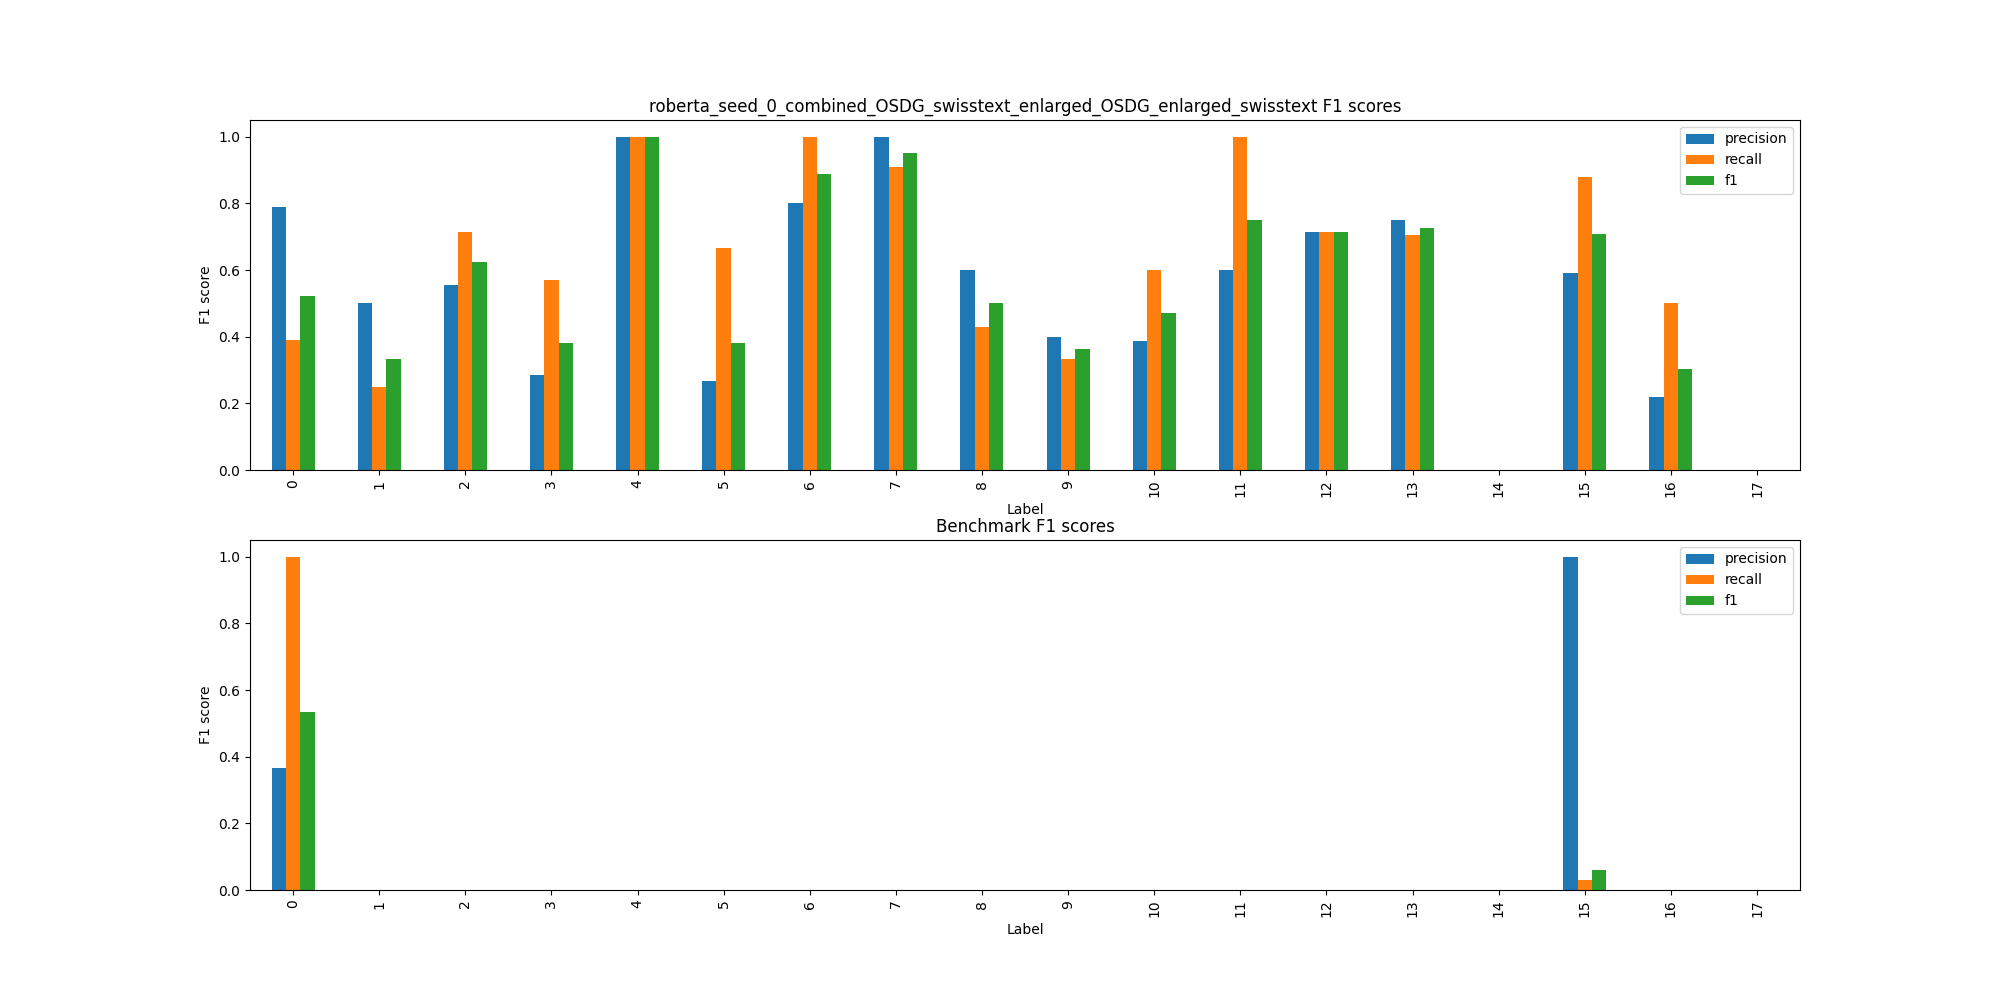 roberta_seed_0_combined_OSDG_swisstext_enlarged_OSDG_enlarged_swisstext F1 scores
1.0
0.8
0.6
0.4
0.2
0.0
F1 score
precision
recall
f1
0 1 2 3 4 5 6 7 8 9 10 11 12 13 14 15 16 17
Label
Benchmark F1 scores
1.0
0.8
0.6
0.4
0.2
0.0
F1 score
precision
recall
f1
0 1 2 3 4 5 6 7 8 9 10 11 12 13 14 15 16 17
Label